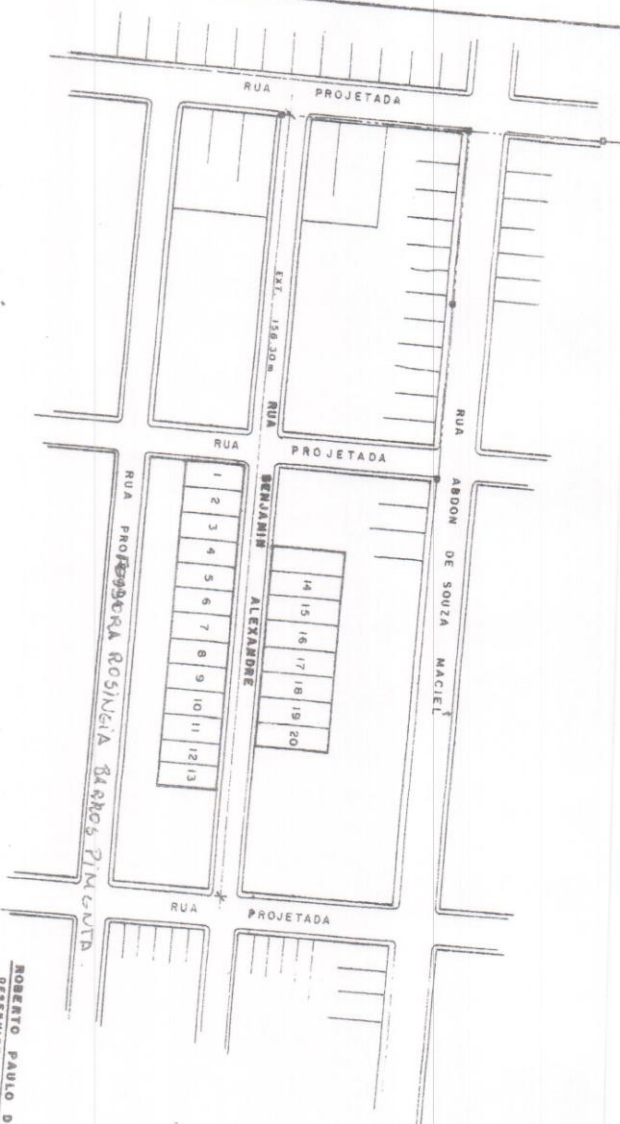 RUA PROJETADA
EXT. 156.30 m
RUA BENJAMIN ALEXANDRE
RUA ABDON DE SOUZA MACIEL
RUA PROJETADA
1
2
3
4
5
6
7
8
9
10
11
12
13
14
15
16
17
18
19
20
RUA PROFESSORA ROSINGIA BARROS PIMENTA.
RUA PROJETADA
ROBERTO PAULO D